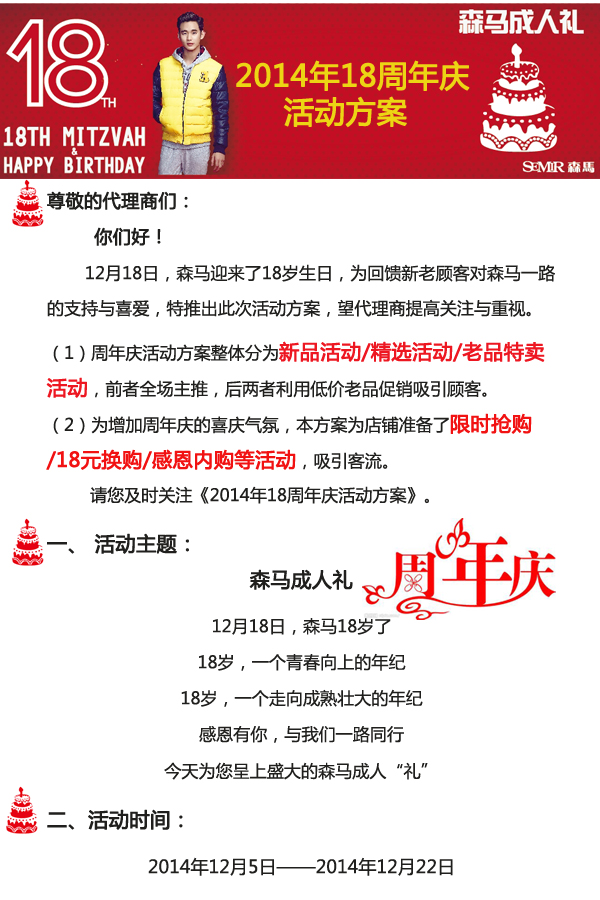 18TH
18TH MITZVAH
&
HAPPY BIRTHDAY
2014年18周年庆
活动方案
森马成人礼
SEMIR 森馬
尊敬的代理商们：
你们好！
12月18日，森马迎来了18岁生日，为回馈新老顾客对森马一路
的支持与喜爱，特推出此次活动方案，望代理商提高关注与重视。
（1）周年庆活动方案整体分为新品活动/精选活动/老品特卖
活动，前者全场主推，后两者利用低价老品促销吸引顾客。
（2）为增加周年庆的喜庆气氛，本方案为店铺准备了限时抢购
/18元换购/感恩内购等活动，吸引客流。
请您及时关注《2014年18周年庆活动方案》。
一、 活动主题：
森马成人礼
周年庆
12月18日，森马18岁了
18岁，一个青春向上的年纪
18岁，一个走向成熟壮大的年纪
感恩有你，与我们一路同行
今天为您呈上盛大的森马成人“礼”
二、活动时间：
2014年12月5日——2014年12月22日